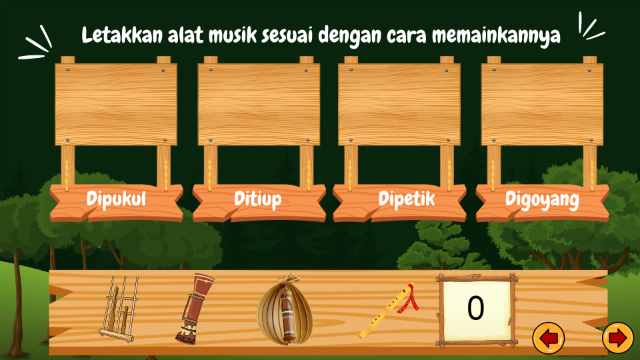 Letakkan alat musik sesuai dengan cara memainkannya
Dipukul
Ditiup
Dipetik
Digoyang
0